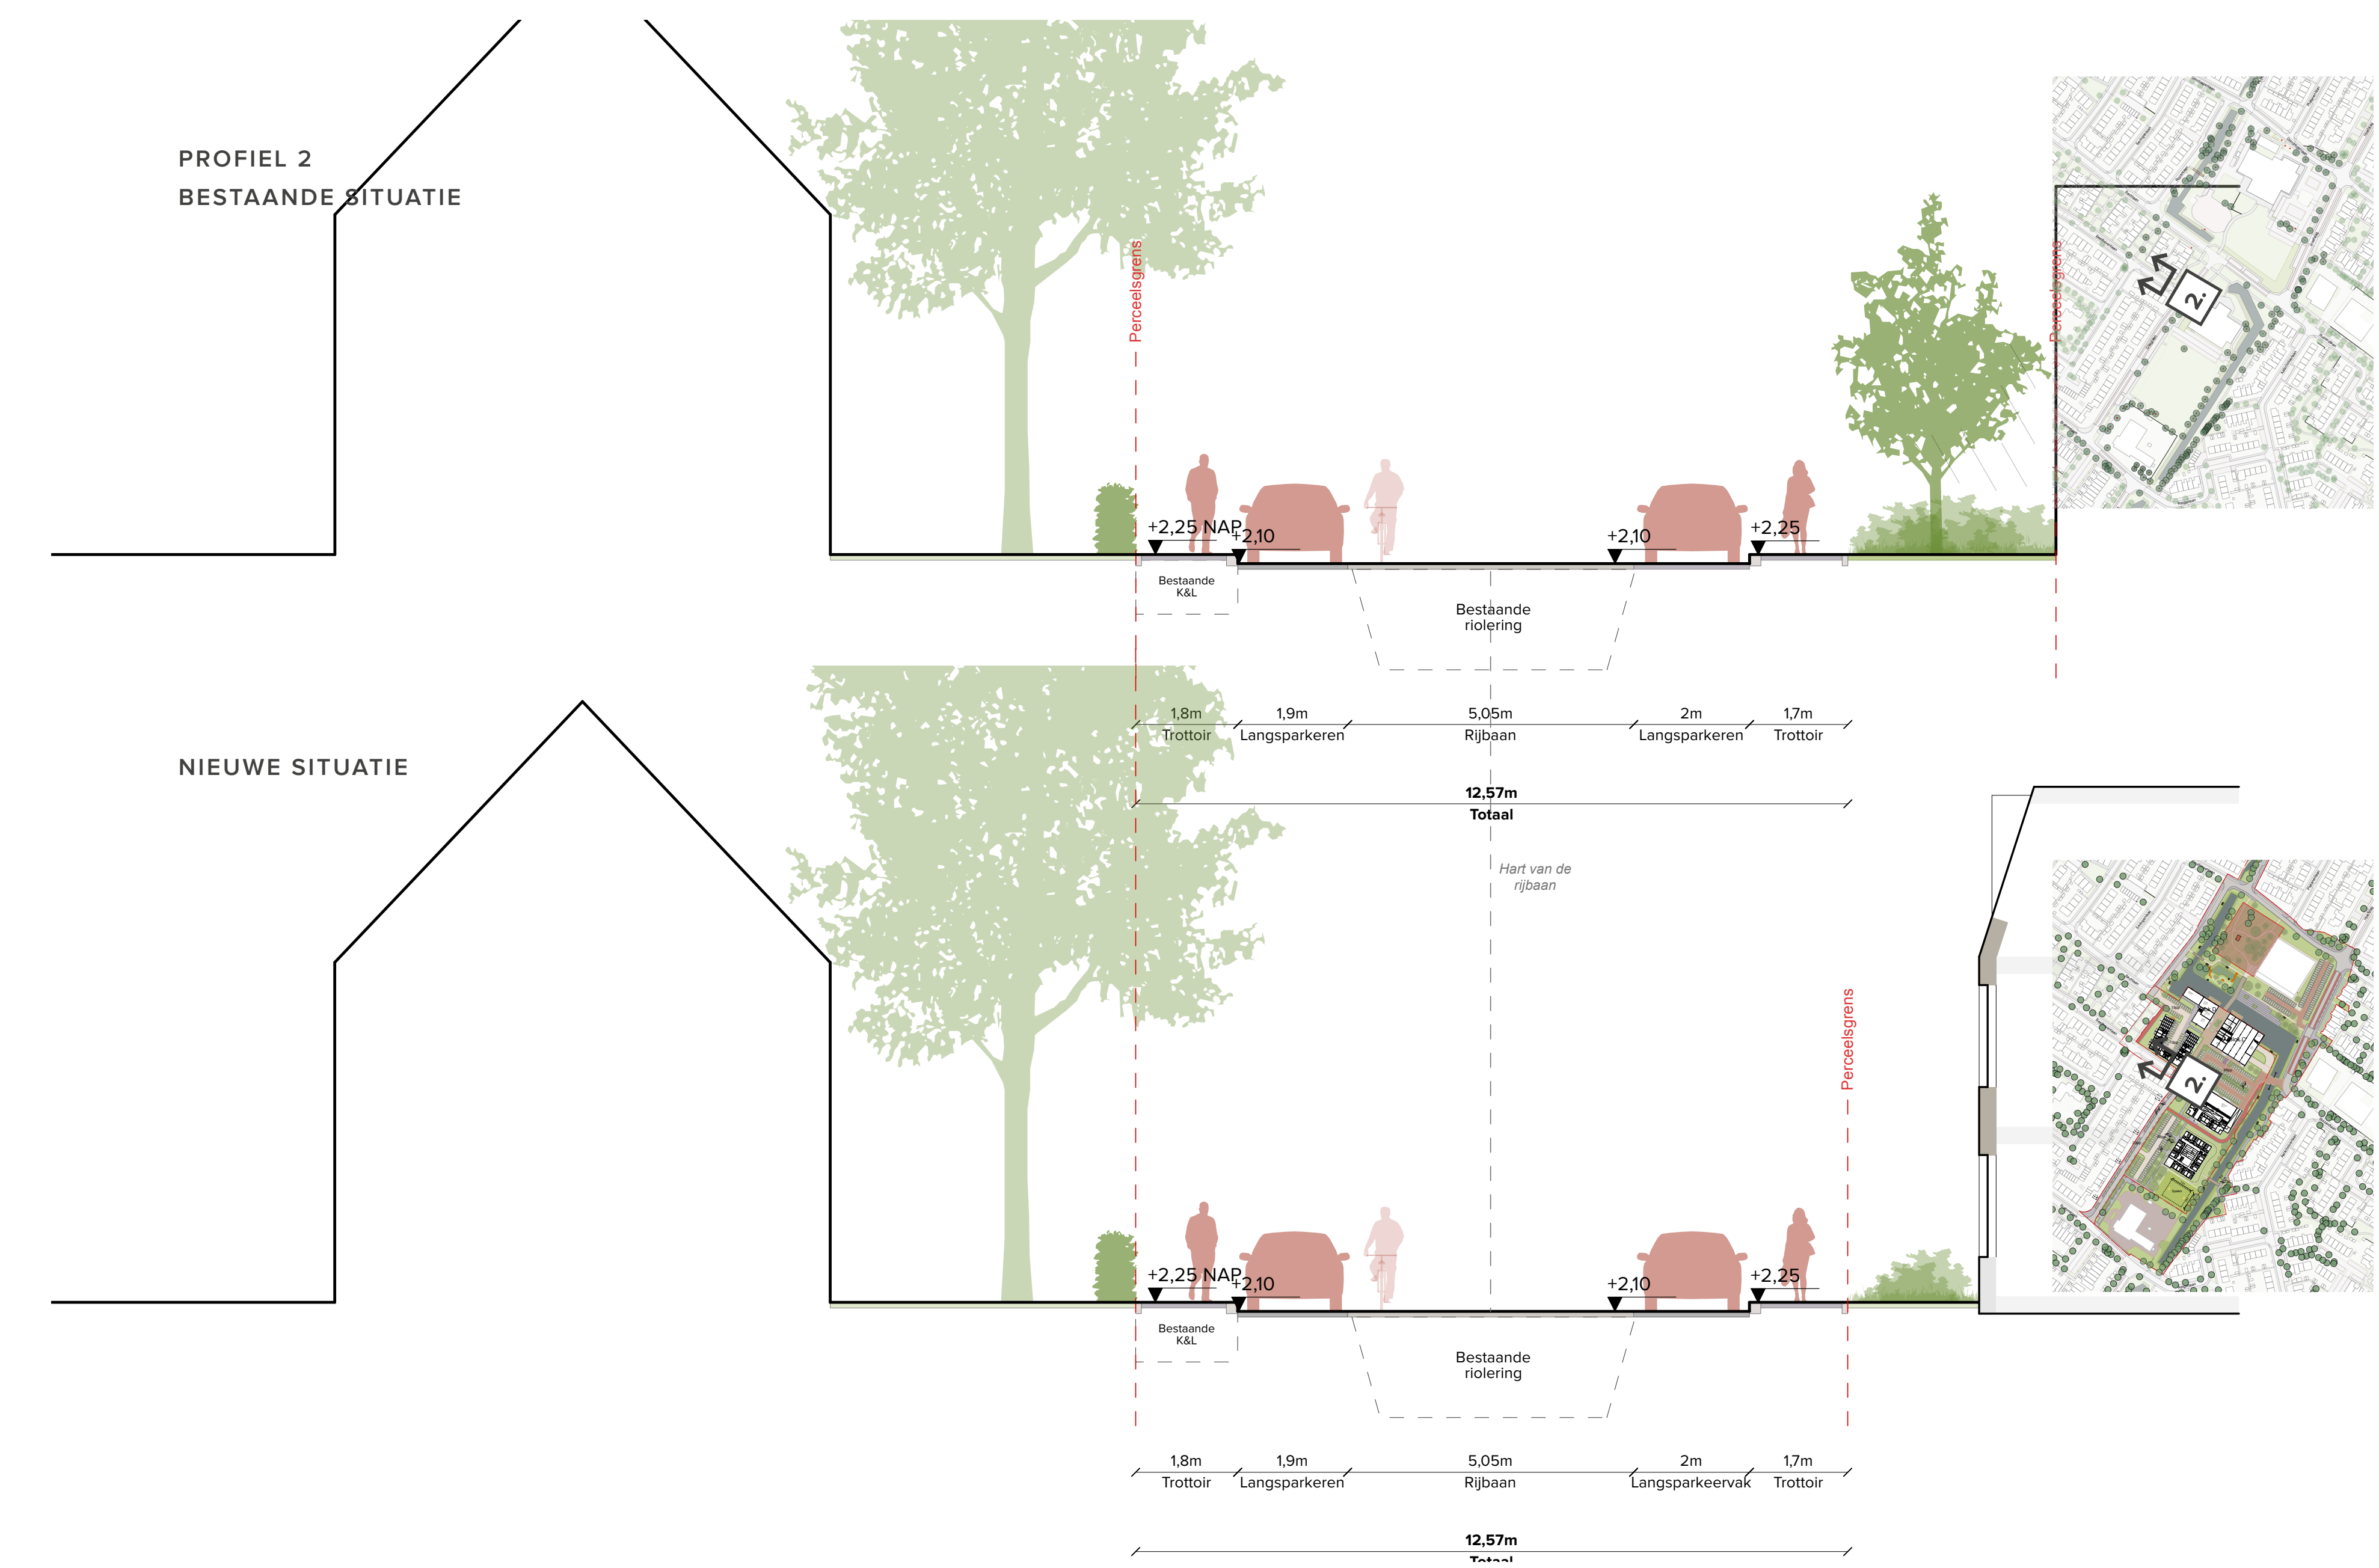 PROFIEL 2
BESTAANDE SITUATIE
Perceelsgrens
Perceelsgrens
2.
+2,25 NAP
+2,10
+2,10
+2,25
Bestaande
K&L
Bestaande
riolering
1,8m
1,9m
5,05m
2m
1,7m
Trottoir
Langsparkeren
Rijbaan
Langsparkeren
Trottoir
12,57m
Totaal
NIEUWE SITUATIE
Hart van de
rijbaan
Perceelsgrens
2.
+2,25 NAP
+2,10
+2,10
+2,25
Bestaande
K&L
Bestaande
riolering
1,8m
1,9m
5,05m
2m
1,7m
Trottoir
Langsparkeren
Rijbaan
Langsparkeervak
Trottoir
12,57m
Totaal